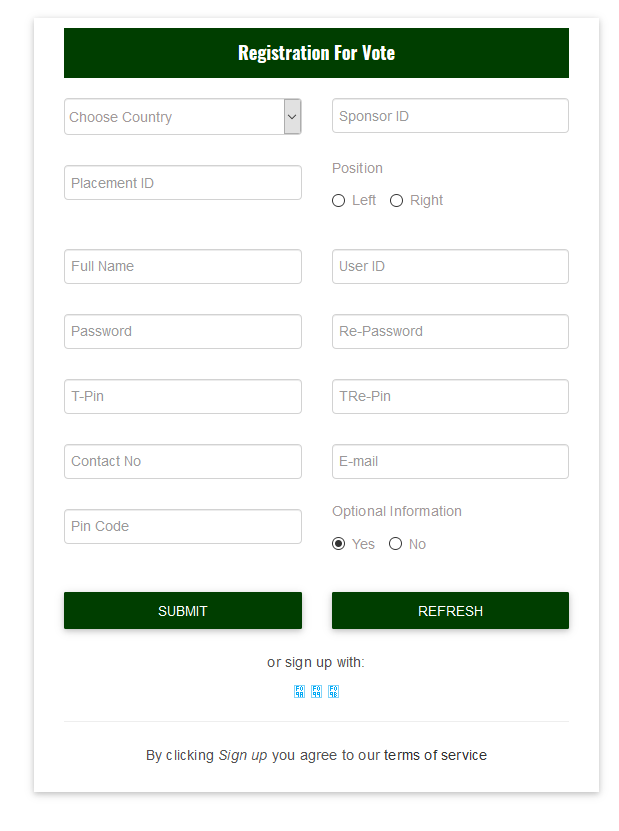 Registration For Vote
Choose Country
Sponsor ID
Placement ID
Position
Left Right
Full Name
User ID
Password
Re-Password
T-Pin
TRe-Pin
Contact No
E-mail
Pin Code
Optional Information
Yes No
SUBMIT
REFRESH
or sign up with:
By clicking Sign up you agree to our terms of service